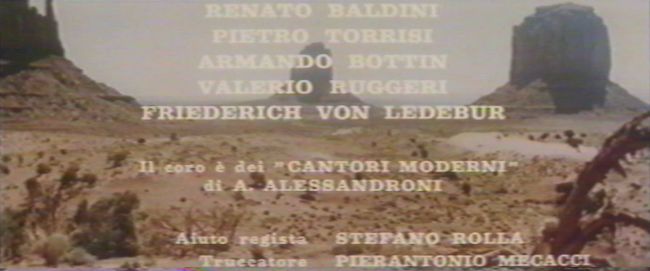 RENATO BALDINI
PIETRO TORRISI
ARMANDO BOTTIN
VALERIO RUGGERI
FRIEDERICH VON LEDEBUR
Il coro è dei "CANTORI MODERNI"
di A. ALESSANDRONI
Aiuto regista STEFANO ROLLA
Truccatore PIERANTONIO MECACCI